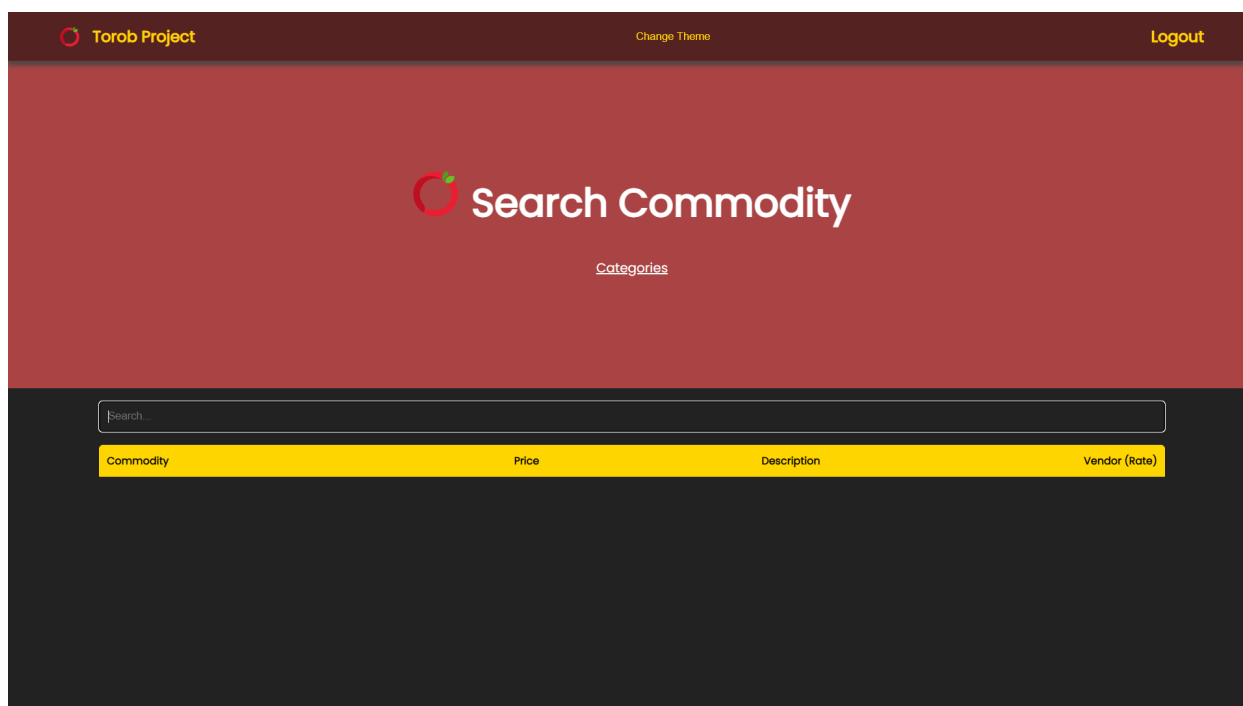 Torob Project Change Theme Logout
Search Commodity
Categories
Search...
Commodity Price Description Vendor (Rate)